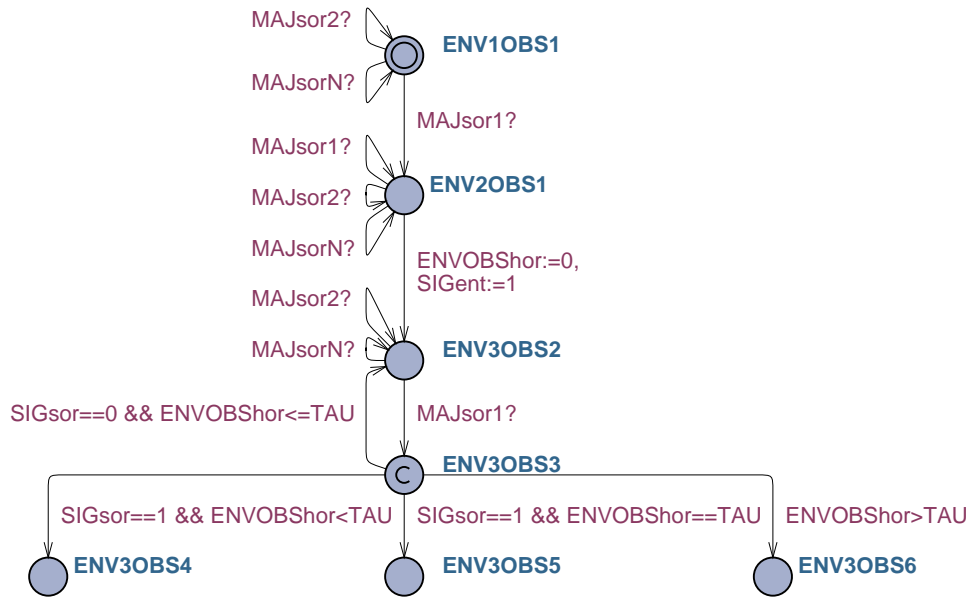 MAJsor2?
ENV1OBS1
MAJsorN?
MAJsor1?
MAJsor1?
ENV2OBS1
MAJsor2?
MAJsorN?
ENVOBShor:=0,
SIGent:=1
MAJsor2?
MAJsorN?
ENV3OBS2
SIGsor==0 && ENVOBShor<=TAU
MAJsor1?
C
ENV3OBS3
SIGsor==1 && ENVOBShor<TAU
SIGsor==1 && ENVOBShor==TAU
ENVOBShor>TAU
ENV3OBS4
ENV3OBS5
ENV3OBS6